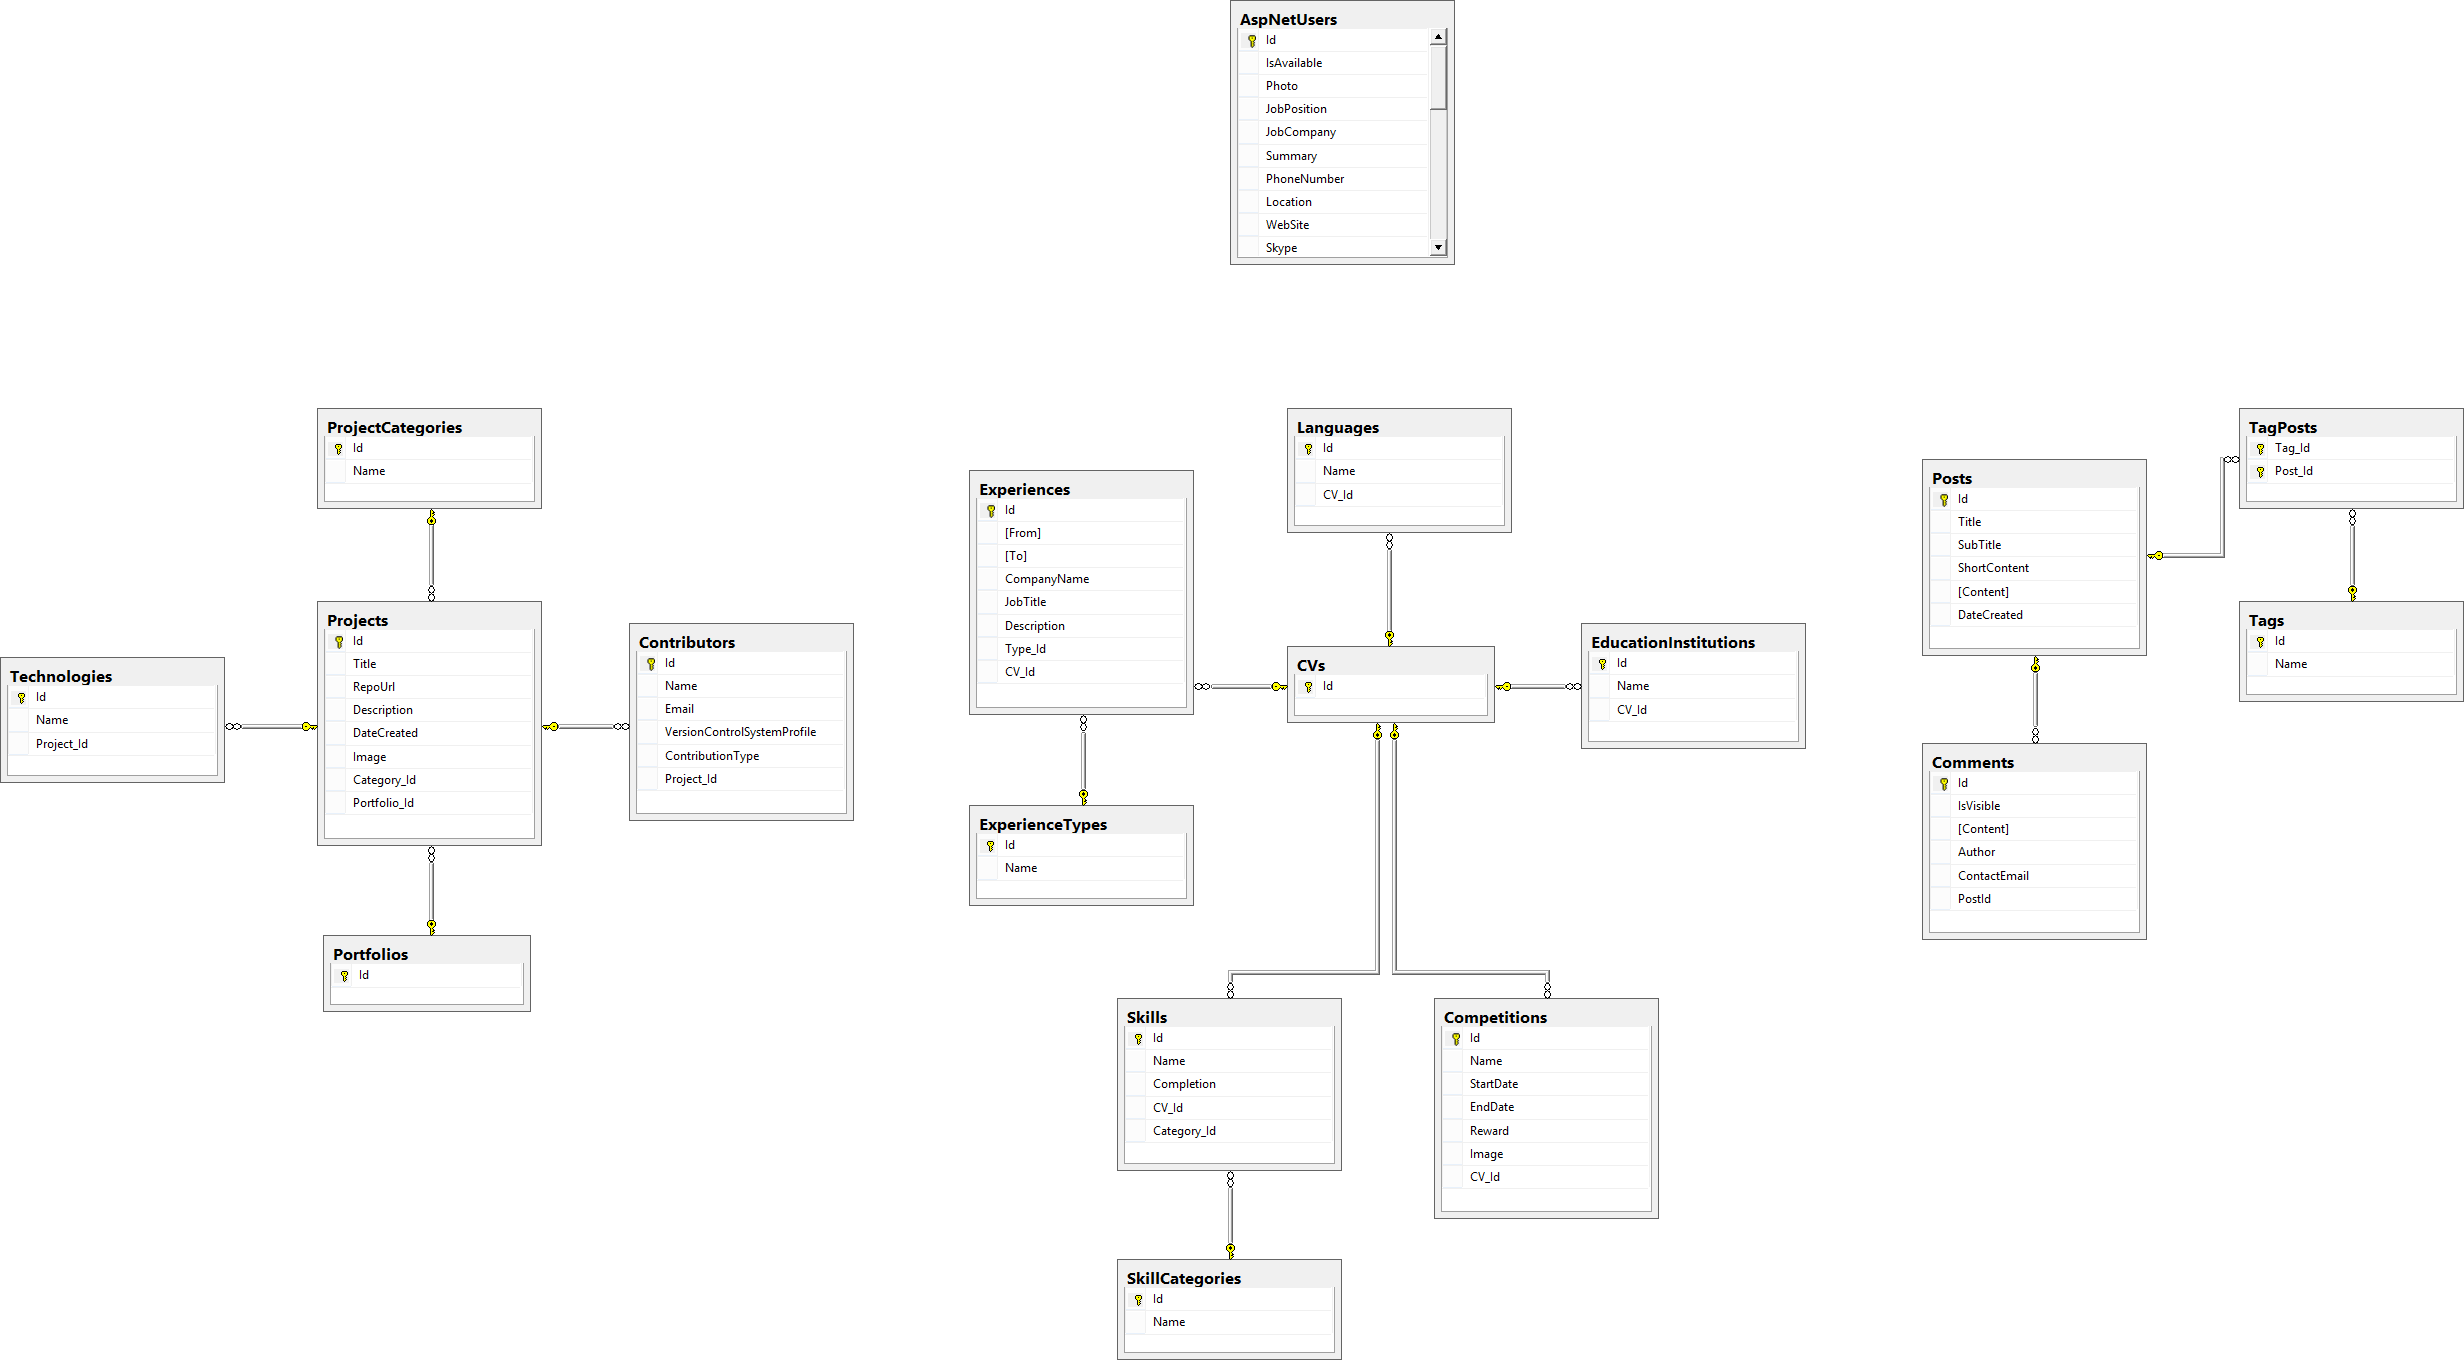 AspNetUsers
Id
IsAvailable
Photo
JobPosition
JobCompany
Summary
PhoneNumber
Location
WebSite
Skype
ProjectCategories
Id
Name
Projects
Id
Title
RepoUrl
Description
DateCreated
Image
Category_Id
Portfolio_Id
Technologies
Id
Name
Project_Id
Contributors
Id
Name
Email
VersionControlSystemProfile
ContributionType
Project_Id
Portfolios
Id
Experiences
Id
[From]
[To]
CompanyName
JobTitle
Description
Type_Id
CV_Id
ExperienceTypes
Id
Name
Languages
Id
Name
CV_Id
CVs
Id
EducationInstitutions
Id
Name
CV_Id
Skills
Id
Name
Completion
CV_Id
Category_Id
Competitions
Id
Name
StartDate
EndDate
Reward
Image
CV_Id
SkillCategories
Id
Name
Posts
Id
Title
SubTitle
ShortContent
[Content]
DateCreated
TagPosts
Tag_Id
Post_Id
Tags
Id
Name
Comments
Id
IsVisible
[Content]
Author
ContactEmail
PostId